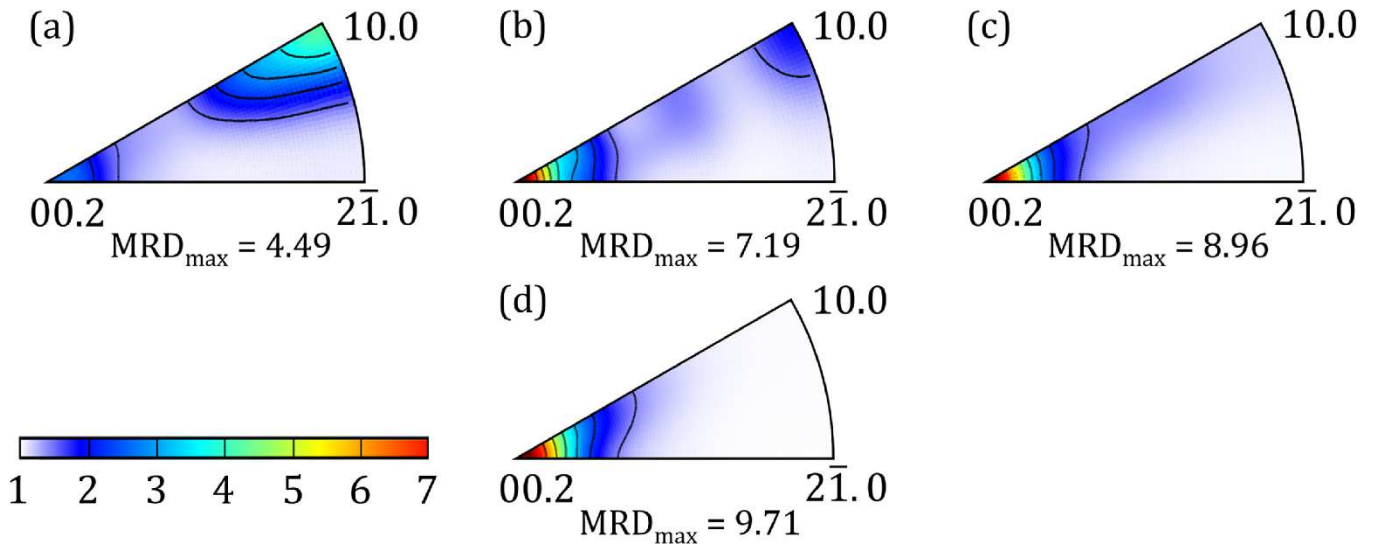 (a)
10.0
00.2
21̅.0
MRDmax = 4.49
(b)
10.0
00.2
21̅.0
MRDmax = 7.19
(c)
10.0
00.2
21̅.0
MRDmax = 8.96
(d)
10.0
00.2
21̅.0
MRDmax = 9.71
1 2 3 4 5 6 7